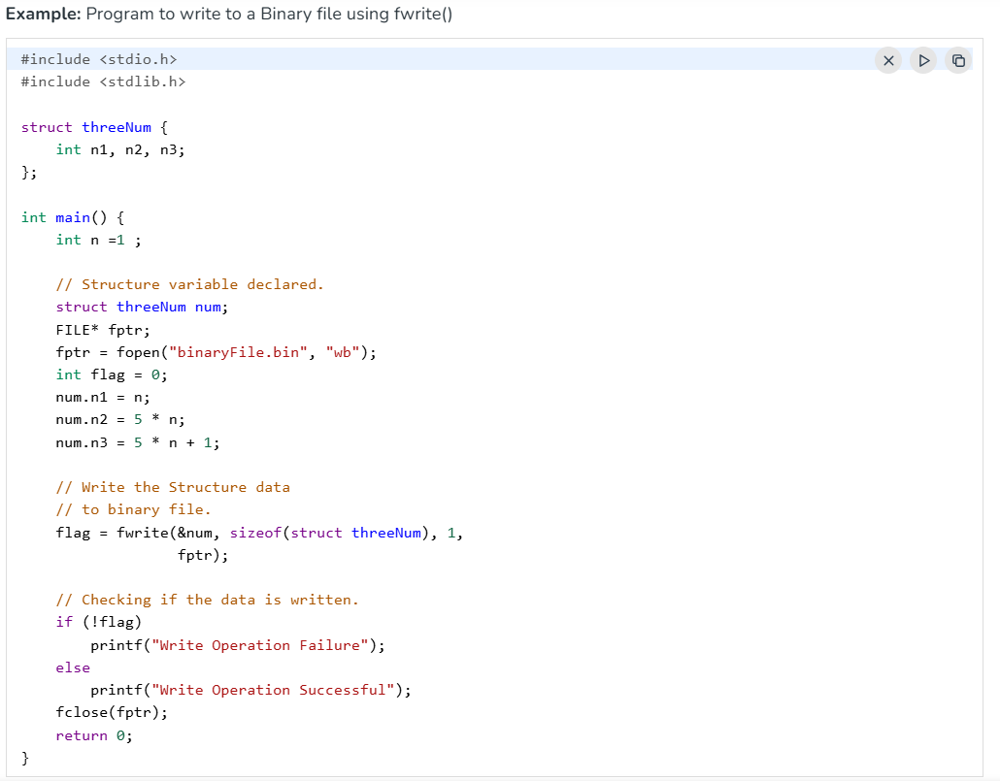 Example: Program to write to a Binary file using fwrite()
#include <stdio.h>
#include <stdlib.h>
struct threeNum {
    int n1, n2, n3;
};
int main() {
    int n =1 ;
    // Structure variable declared.
    struct threeNum num;
    FILE* fptr;
    fptr = fopen("binaryFile.bin", "wb");
    int flag = 0;
    num.n1 = n;
    num.n2 = 5 * n;
    num.n3 = 5 * n + 1;
    // Write the Structure data
    // to binary file.
    flag = fwrite(&num, sizeof(struct threeNum), 1,
                  fptr);
    // Checking if the data is written.
    if (!flag)
        printf("Write Operation Failure");
    else
        printf("Write Operation Successful");
    fclose(fptr);
    return 0;
}